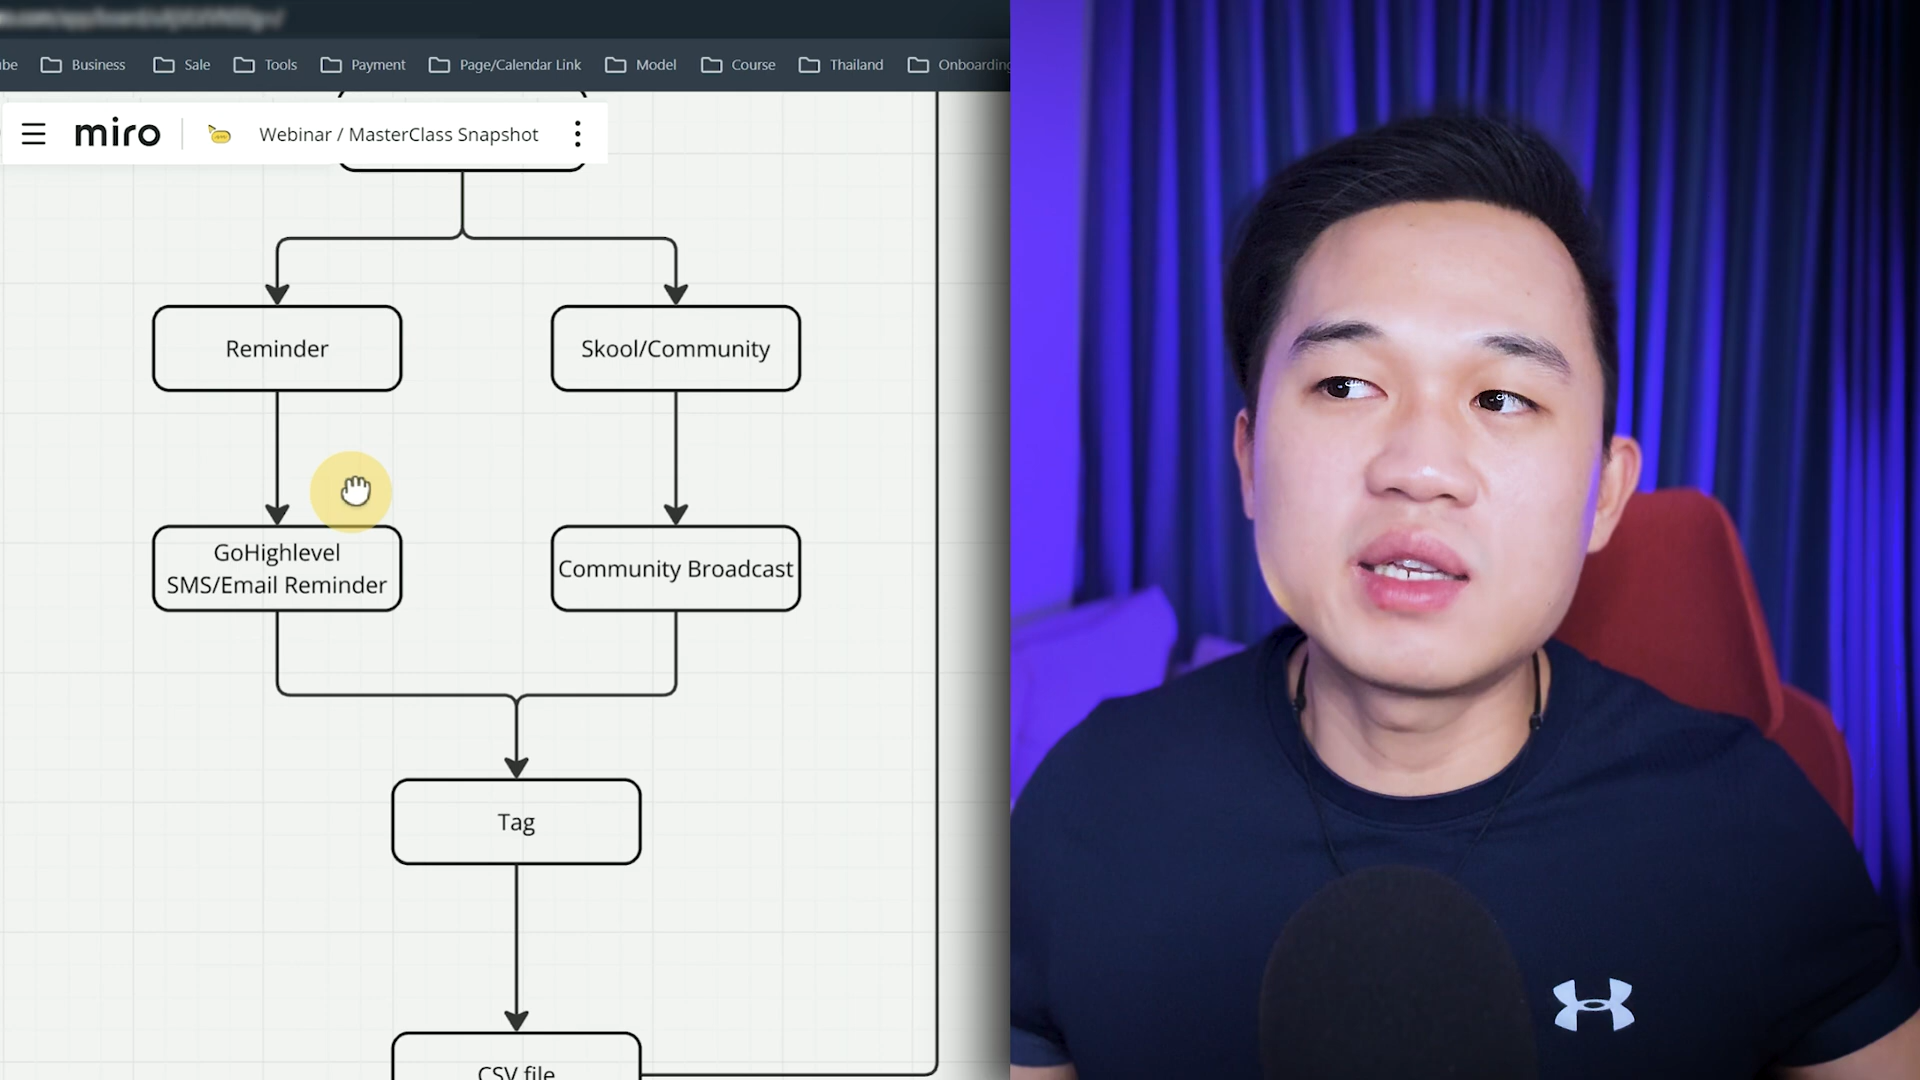 Business
Sale
Tools
Payment
Page/Calendar Link
Model
Course
Thailand
Onboarding
miro
Webinar / MasterClass Snapshot
Reminder
Skool/Community
GoHighlevel
SMS/Email Reminder
Community Broadcast
Tag
CSV file